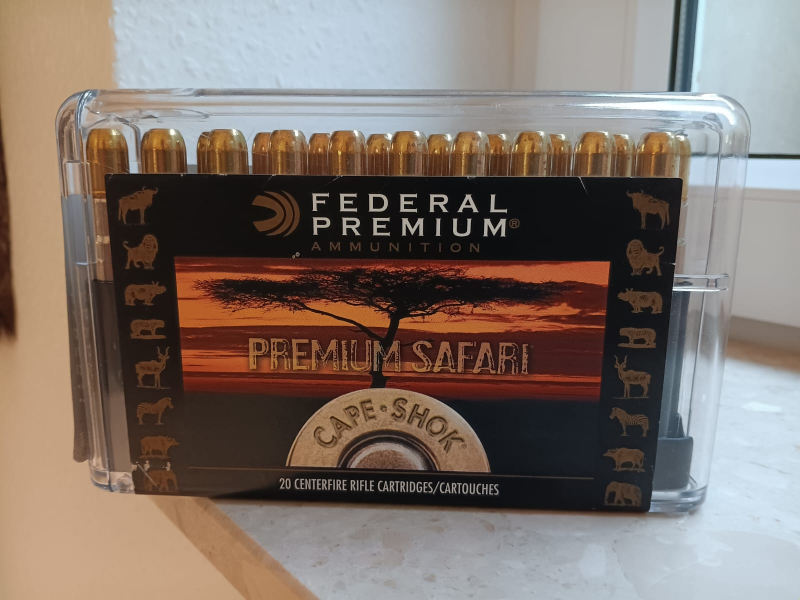 FEDERAL
PREMIUM®
AMMUNITION
PREMIUM SAFARI
CAPE•SHOK
20 CENTERFIRE RIFLE CARTRIDGES/CARTOUCHES